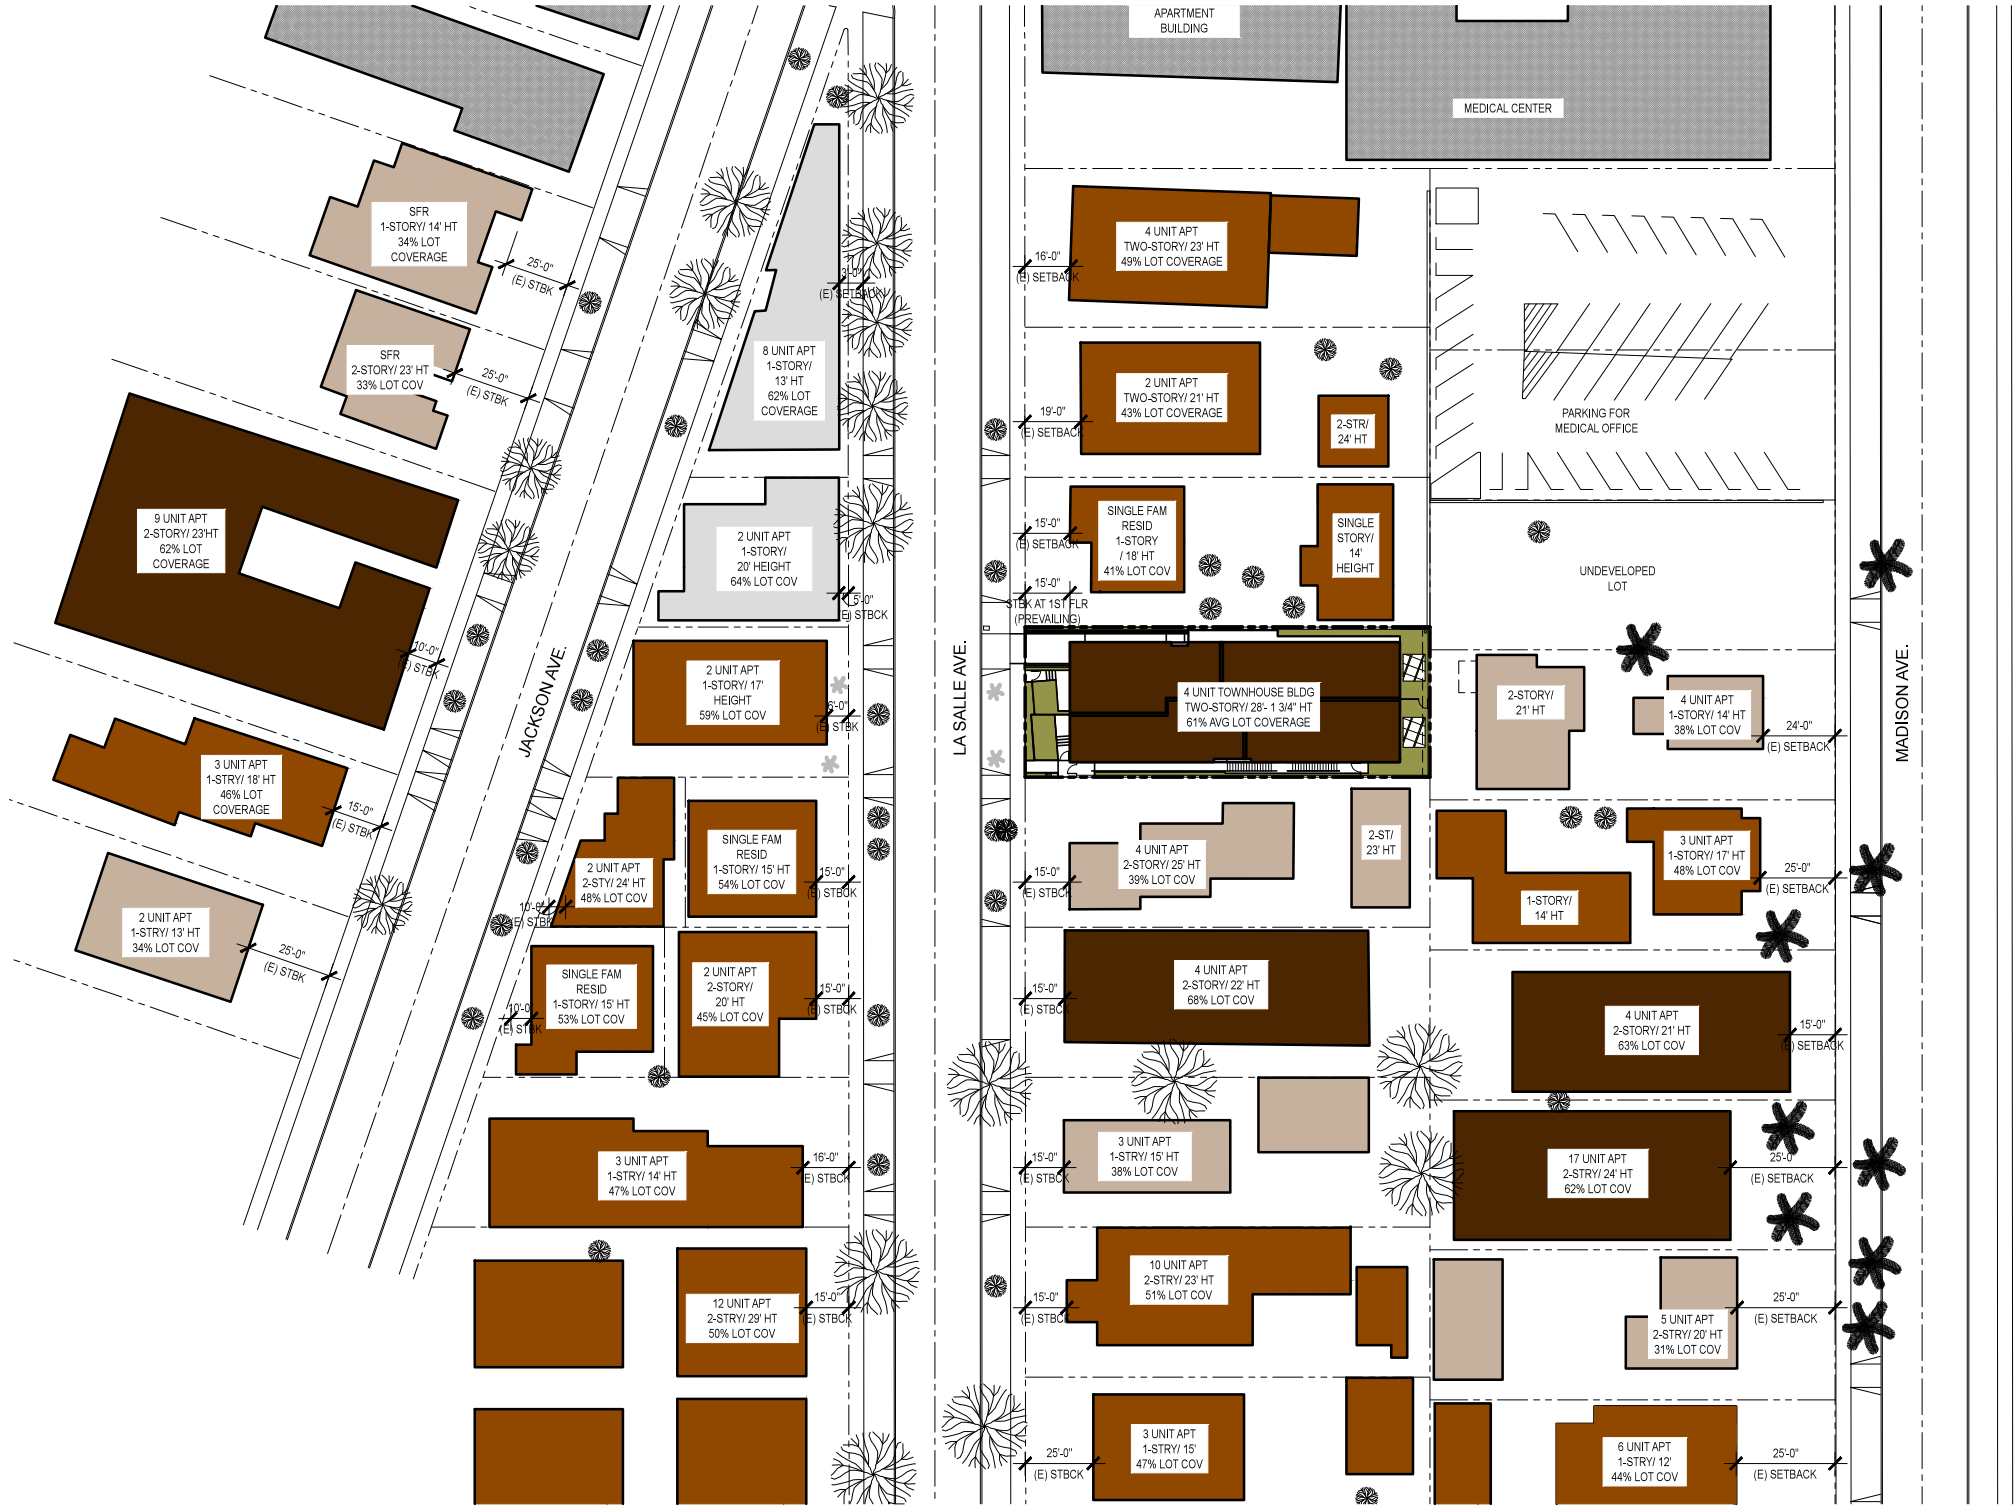 APARTMENT
BUILDING
MEDICAL CENTER
SFR
1-STORY/ 14' HT
34% LOT
COVERAGE
25'-0"
(E) STBK
SFR
2-STORY/ 23' HT
33% LOT COV
25'-0"
(E) STBK
9 UNIT APT
2-STORY/ 23'HT
62% LOT
COVERAGE
10'-0"
(E) STBK
3 UNIT APT
1-STRY/ 18' HT
46% LOT
COVERAGE
15'-0"
(E) STBK
2 UNIT APT
1-STRY/ 13' HT
34% LOT COV
25'-0"
(E) STBK
JACKSON AVE.
8 UNIT APT
1-STORY/
13' HT
62% LOT
COVERAGE
3'-0"
(E) SETBACK
2 UNIT APT
1-STORY/
20' HEIGHT
64% LOT COV
5'-0"
(E) STBCK
2 UNIT APT
1-STORY/ 17'
HEIGHT
59% LOT COV
6'-0"
(E) STBK
2 UNIT APT
2-STY/ 24' HT
48% LOT COV
10'-0"
(E) STBK
SINGLE FAM
RESID
1-STORY/ 15' HT
54% LOT COV
15'-0"
(E) STBCK
SINGLE FAM
RESID
1-STORY/ 15' HT
53% LOT COV
10'-0"
(E) STBK
2 UNIT APT
2-STORY/
20' HT
45% LOT COV
15'-0"
(E) STBCK
3 UNIT APT
1-STRY/ 14' HT
47% LOT COV
16'-0"
(E) STBCK
12 UNIT APT
2-STRY/ 29' HT
50% LOT COV
15'-0"
(E) STBCK
LA SALLE AVE.
16'-0"
(E) SETBACK
4 UNIT APT
TWO-STORY/ 23' HT
49% LOT COVERAGE
19'-0"
(E) SETBACK
2 UNIT APT
TWO-STORY/ 21' HT
43% LOT COVERAGE
2-STR/
24' HT
15'-0"
(E) SETBACK
SINGLE FAM
RESID
1-STORY
/ 18' HT
41% LOT COV
SINGLE
STORY/
14'
HEIGHT
15'-0"
STBK AT 1ST FLR
(PREVAILING)
4 UNIT TOWNHOUSE BLDG
TWO-STORY/ 28'- 1 3/4" HT
61% AVG LOT COVERAGE
15'-0"
(E) STBCK
4 UNIT APT
2-STORY/ 25' HT
39% LOT COV
2-ST/
23' HT
15'-0"
(E) STBCK
4 UNIT APT
2-STORY/ 22' HT
68% LOT COV
15'-0"
(E) STBCK
3 UNIT APT
1-STRY/ 15' HT
38% LOT COV
15'-0"
(E) STBCK
10 UNIT APT
2-STRY/ 23' HT
51% LOT COV
25'-0"
(E) STBCK
3 UNIT APT
1-STRY/ 15'
47% LOT COV
PARKING FOR
MEDICAL OFFICE
UNDEVELOPED
LOT
2-STORY/
21' HT
4 UNIT APT
1-STORY/ 14' HT
38% LOT COV
24'-0"
(E) SETBACK
3 UNIT APT
1-STORY/ 17' HT
48% LOT COV
25'-0"
(E) SETBACK
1-STORY/
14' HT
4 UNIT APT
2-STORY/ 21' HT
63% LOT COV
15'-0"
(E) SETBACK
17 UNIT APT
2-STRY/ 24' HT
62% LOT COV
25'-0
(E) SETBACK
5 UNIT APT
2-STRY/ 20' HT
31% LOT COV
25'-0"
(E) SETBACK
6 UNIT APT
1-STRY/ 12'
44% LOT COV
25'-0"
(E) SETBACK
MADISON AVE.